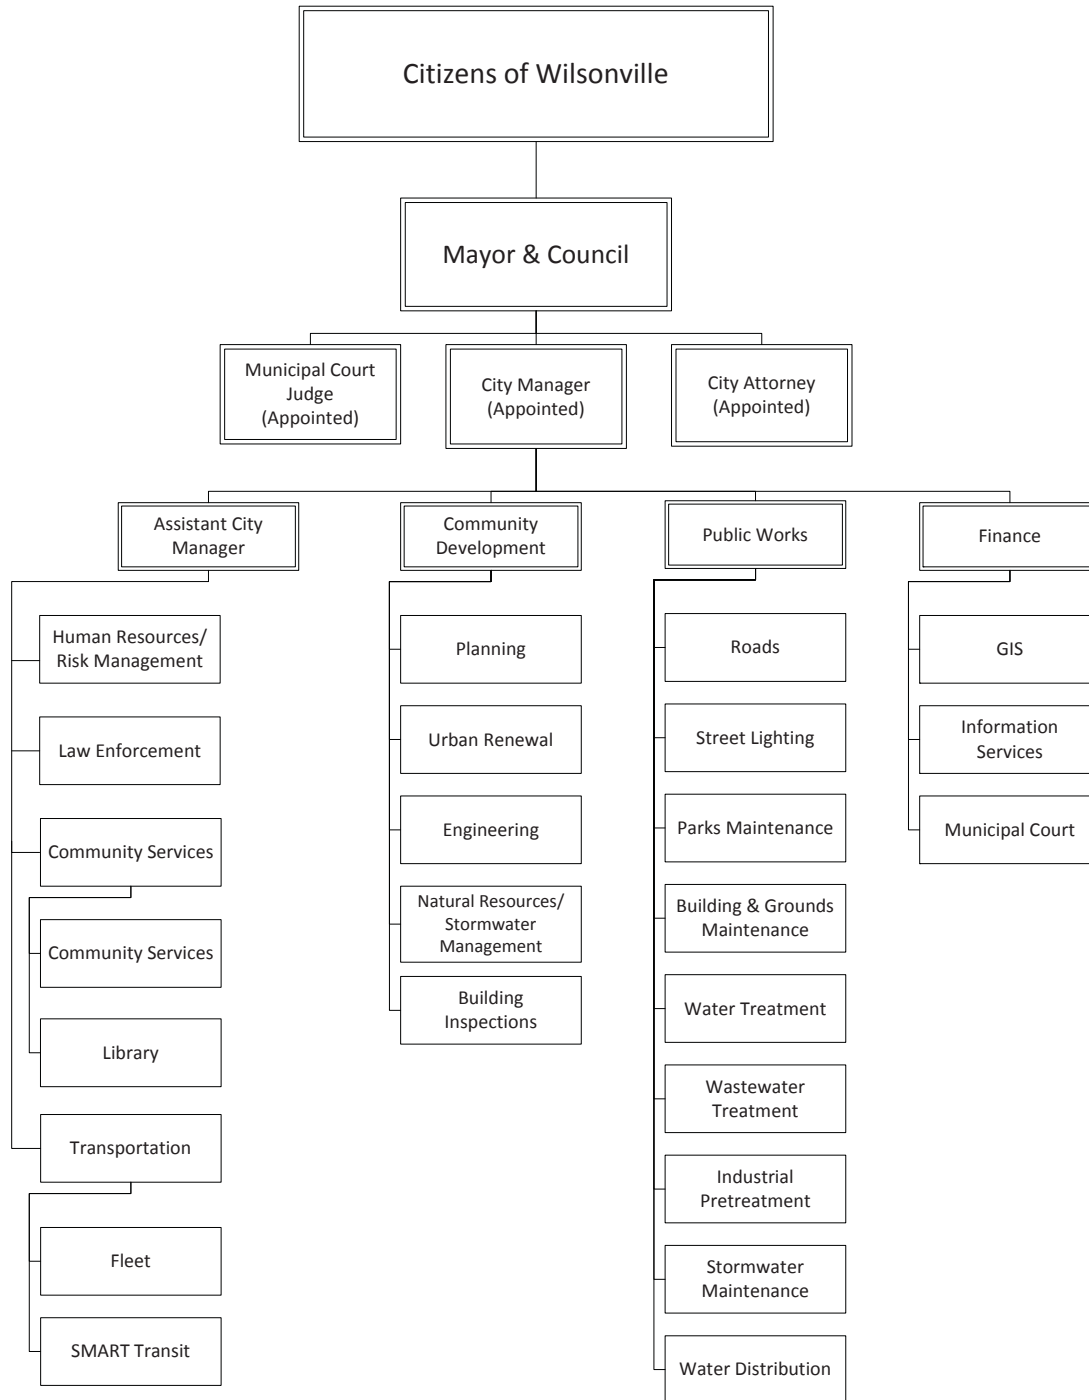 Citizens of Wilsonville
Mayor & Council
Municipal Court
Judge
(Appointed)
City Manager
(Appointed)
City Attorney
(Appointed)
Assistant City
Manager
Community
Development
Public Works
Finance
Human Resources/
Risk Management
Law Enforcement
Community Services
Community Services
Library
Transportation
Fleet
SMART Transit
Planning
Urban Renewal
Engineering
Natural Resources/
Stormwater
Management
Building
Inspections
Roads
Street Lighting
Parks Maintenance
Building & Grounds
Maintenance
Water Treatment
Wastewater
Treatment
Industrial
Pretreatment
Stormwater
Maintenance
Water Distribution
GIS
Information
Services
Municipal Court